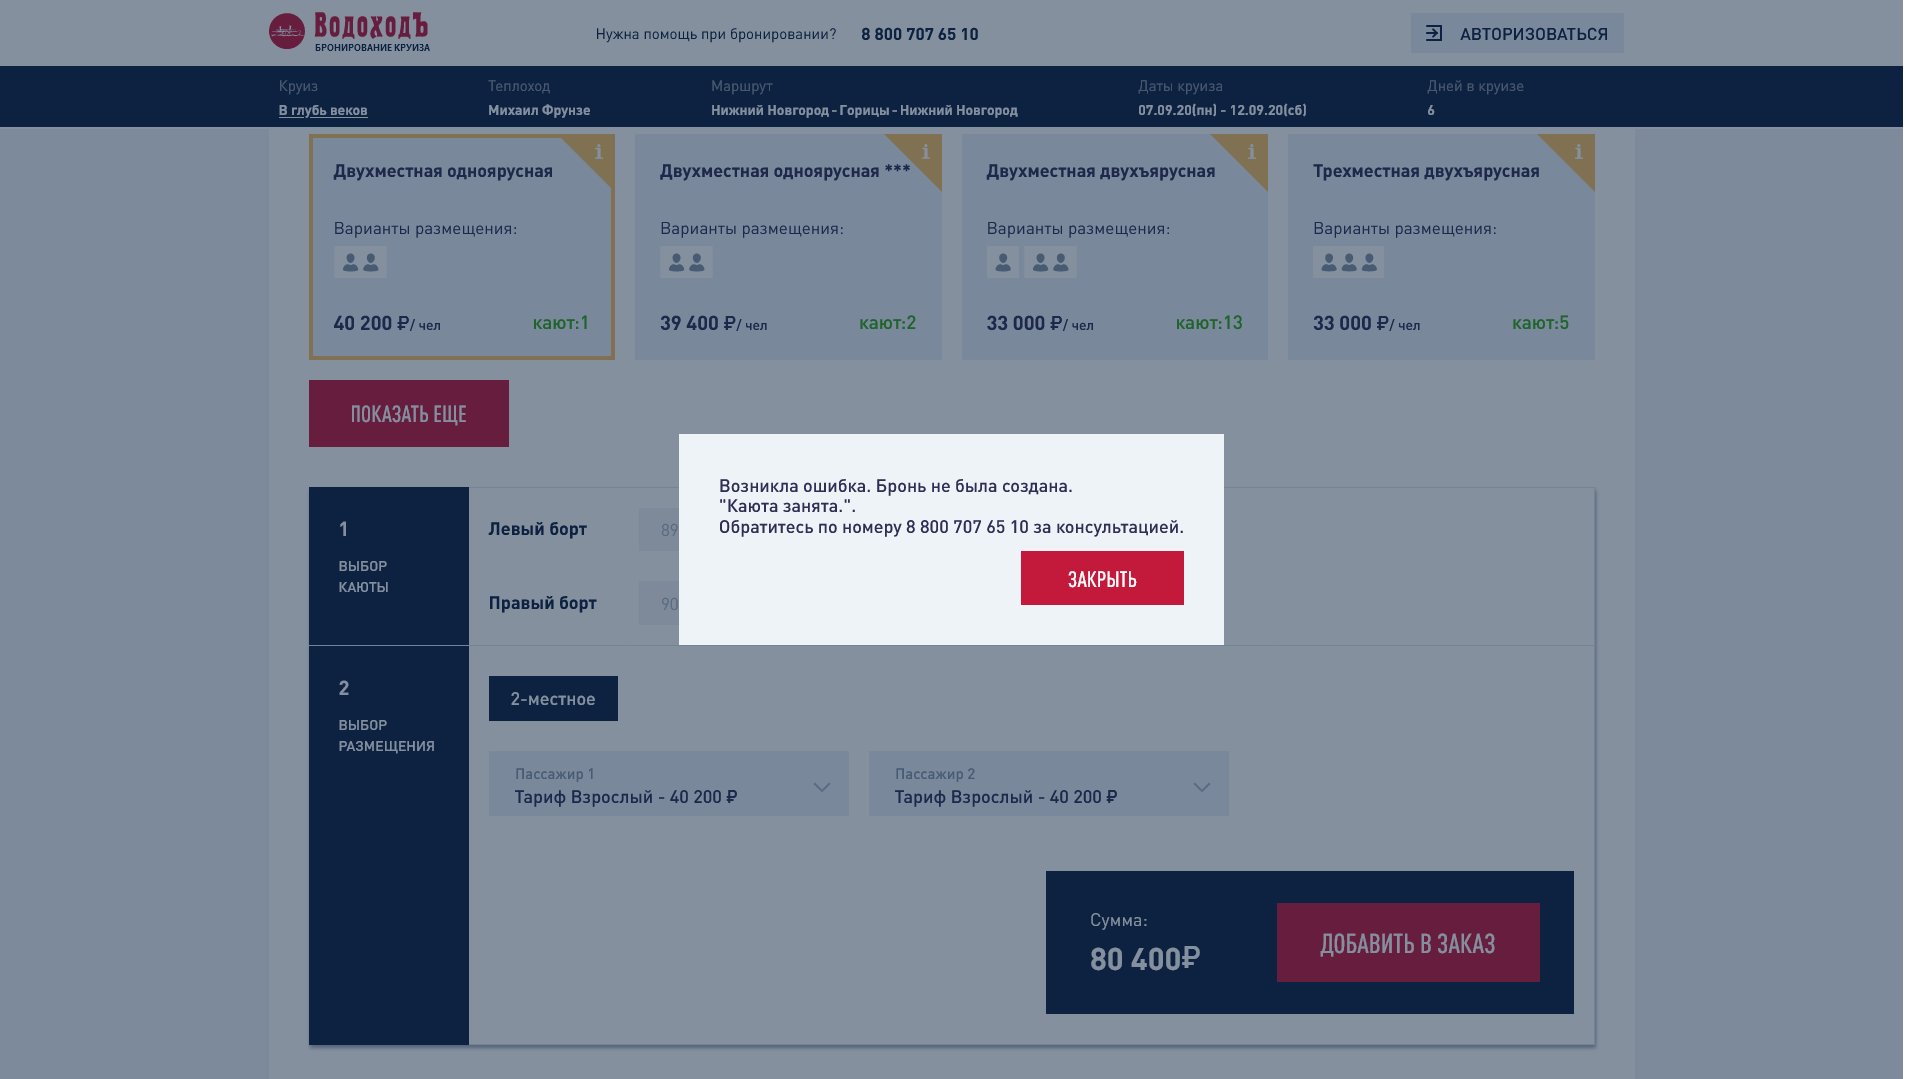 ВодоходЪ
БРОНИРОВАНИЕ КРУИЗА
Нужна помощь при бронировании? 8 800 707 65 10
АВТОРИЗОВАТЬСЯ
Круиз
В глубь веков
Теплоход
Михаил Фрунзе
Маршрут
Нижний Новгород - Горицы - Нижний Новгород
Даты круиза
07.09.20(пн) - 12.09.20(сб)
Дней в круизе
6
Двухместная одноярусная
i
Варианты размещения:
40 200 ₽/ чел
кают:1
Двухместная одноярусная ***
i
Варианты размещения:
39 400 ₽/ чел
кают:2
Двухместная двухъярусная
i
Варианты размещения:
33 000 ₽/ чел
кают:13
Трехместная двухъярусная
i
Варианты размещения:
33 000 ₽/ чел
кают:5
ПОКАЗАТЬ ЕЩЕ
1
ВЫБОР
КАЮТЫ
Левый борт
89
Правый борт
90
Возникла ошибка. Бронь не была создана.
"Каюта занята.".
Обратитесь по номеру 8 800 707 65 10 за консультацией.
ЗАКРЫТЬ
2
ВЫБОР
РАЗМЕЩЕНИЯ
2-местное
Пассажир 1
Тариф Взрослый - 40 200 ₽
Пассажир 2
Тариф Взрослый - 40 200 ₽
Сумма:
80 400₽
ДОБАВИТЬ В ЗАКАЗ